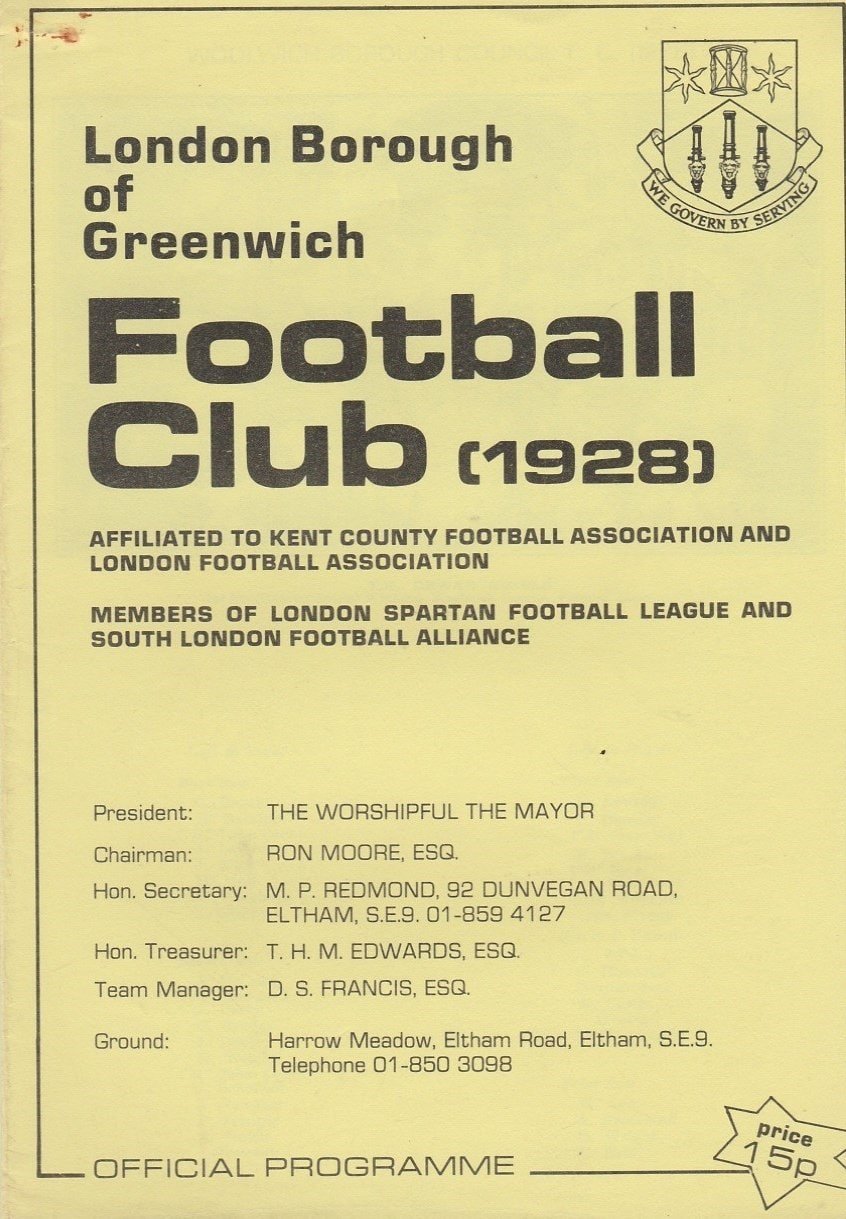 London Borough
of
Greenwich
WE GOVERN BY SERVING
Football
Club (1928)
AFFILIATED TO KENT COUNTY FOOTBALL ASSOCIATION AND
LONDON FOOTBALL ASSOCIATION
MEMBERS OF LONDON SPARTAN FOOTBALL LEAGUE AND
SOUTH LONDON FOOTBALL ALLIANCE
President: THE WORSHIPFUL THE MAYOR
Chairman: RON MOORE, ESQ.
Hon. Secretary: M. P. REDMOND, 92 DUNVEGAN ROAD,
ELTHAM, S.E.9. 01-859 4127
Hon. Treasurer: T. H. M. EDWARDS, ESQ.
Team Manager: D. S. FRANCIS, ESQ.
Ground: Harrow Meadow, Eltham Road, Eltham, S.E.9.
Telephone 01-850 3098
OFFICIAL PROGRAMME
price
15p